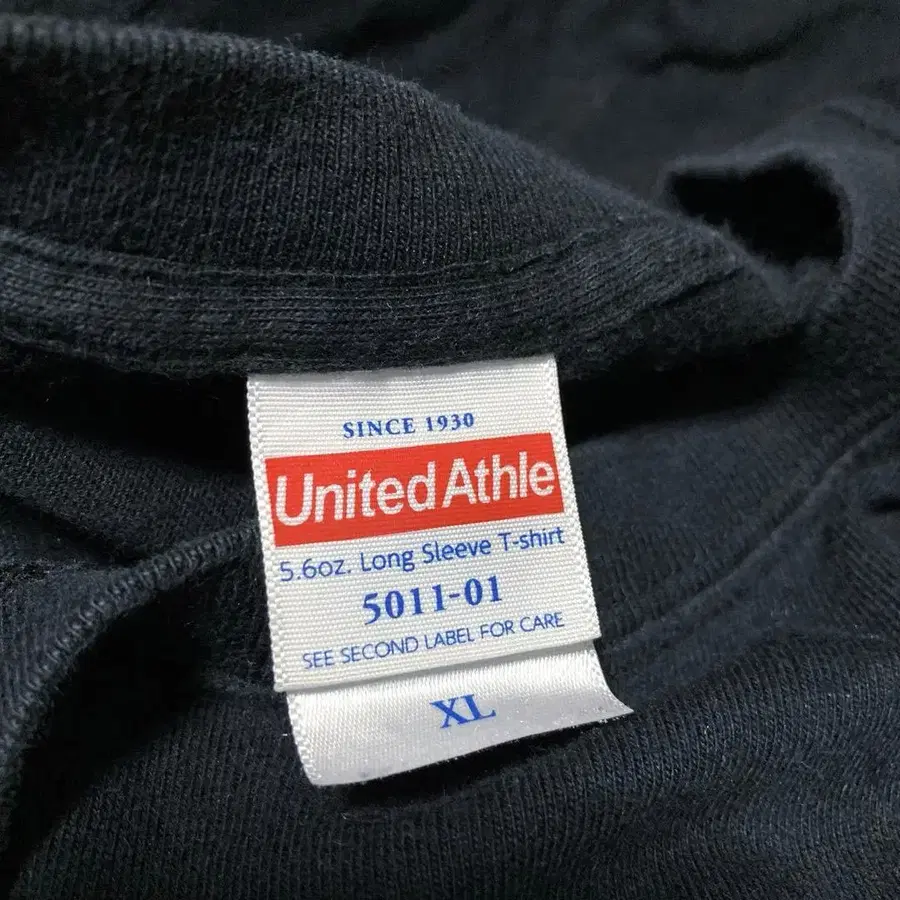 SINCE 1930
United Athle
5.6oz. Long Sleeve T-shirt
5011-01
SEE SECOND LABEL FOR CARE
XL